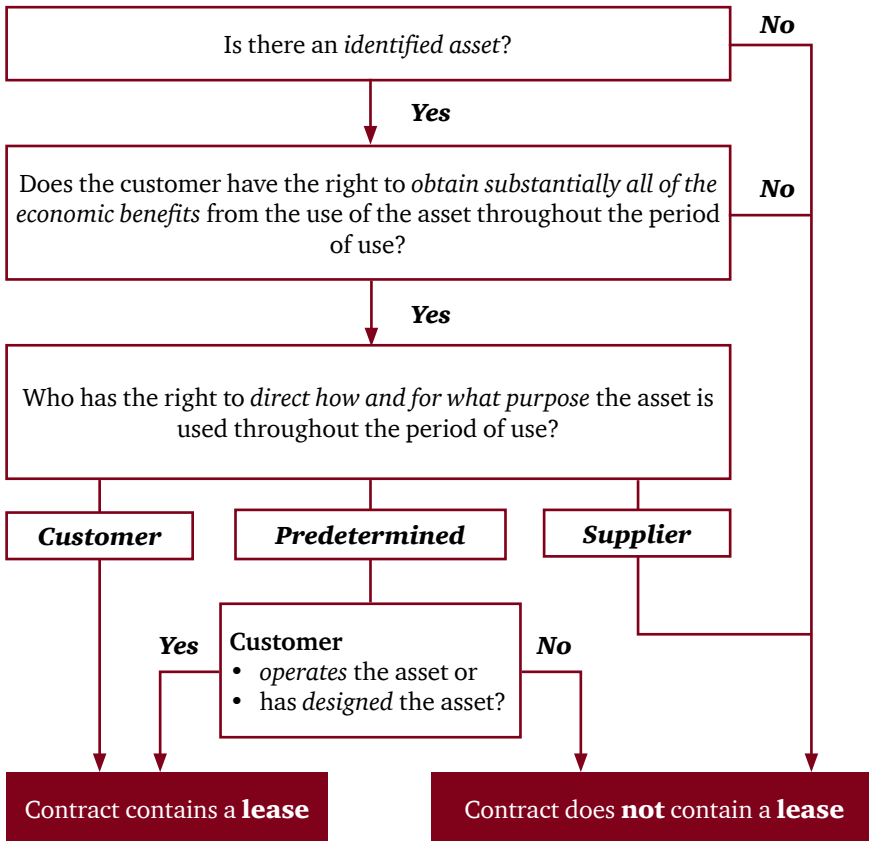 Is there an identified asset?
No
Yes
Does the customer have the right to obtain substantially all of the
economic benefits from the use of the asset throughout the period
of use?
No
Yes
Who has the right to direct how and for what purpose the asset is
used throughout the period of use?
Customer
Predetermined
Supplier
Yes
Customer
• operates the asset or
• has designed the asset?
No
Contract contains a lease
Contract does not contain a lease